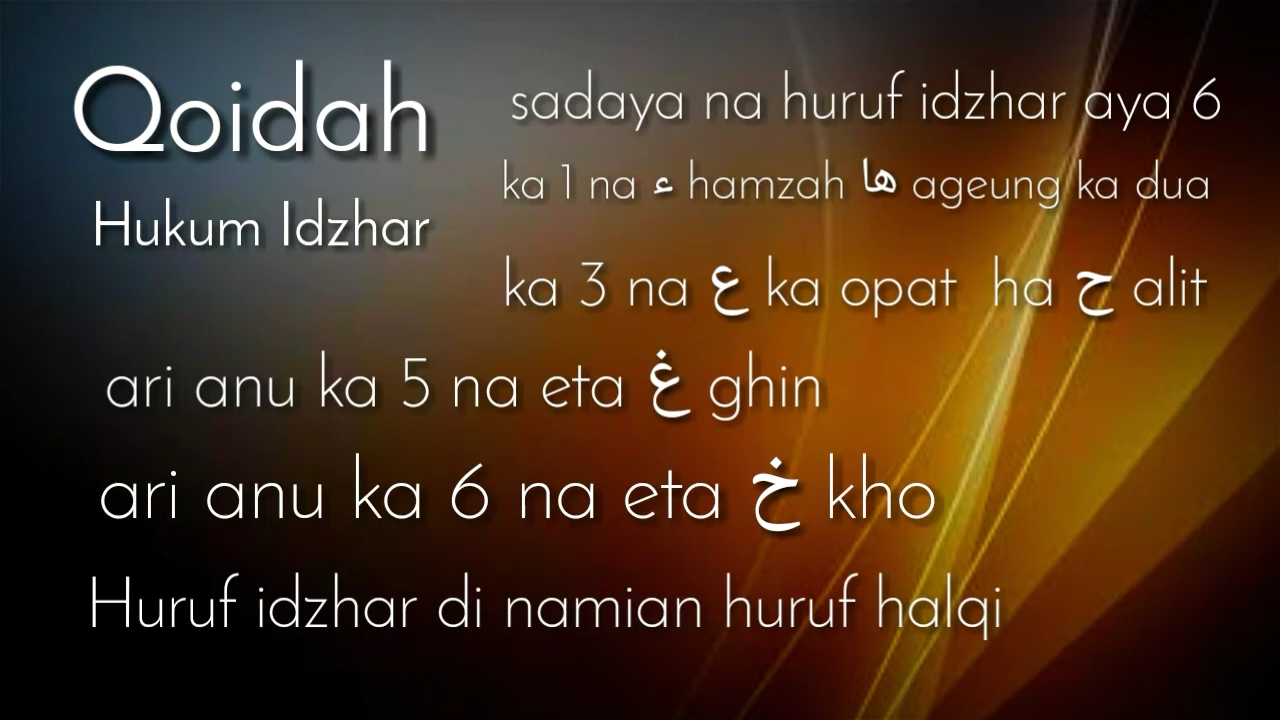 Qoidah
Hukum Idzhar
sadaya na huruf idzhar aya 6
ka 1 na ء hamzah ها ageung ka dua
ka 3 na ع ka opat ha ح alit
ari anu ka 5 na eta غ ghin
ari anu ka 6 na eta خ kho
Huruf idzhar di namian huruf halqi